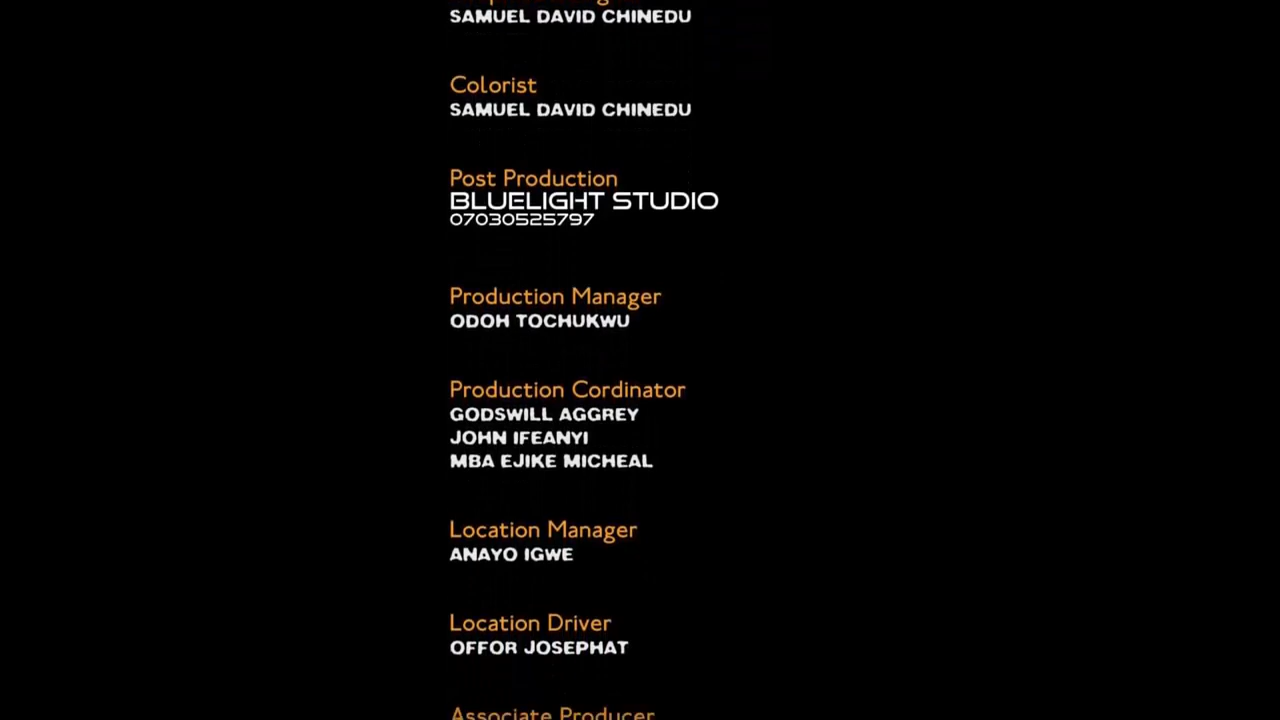 SAMUEL DAVID CHINEDU
Colorist
SAMUEL DAVID CHINEDU
Post Production
BLUELIGHT STUDIO
07030525797
Production Manager
ODOH TOCHUKWU
Production Cordinator
GODSWILL AGGREY
JOHN IFEANYI
MBA EJIKE MICHEAL
Location Manager
ANAYO IGWE
Location Driver
OFFOR JOSEPHAT
Associate Producer